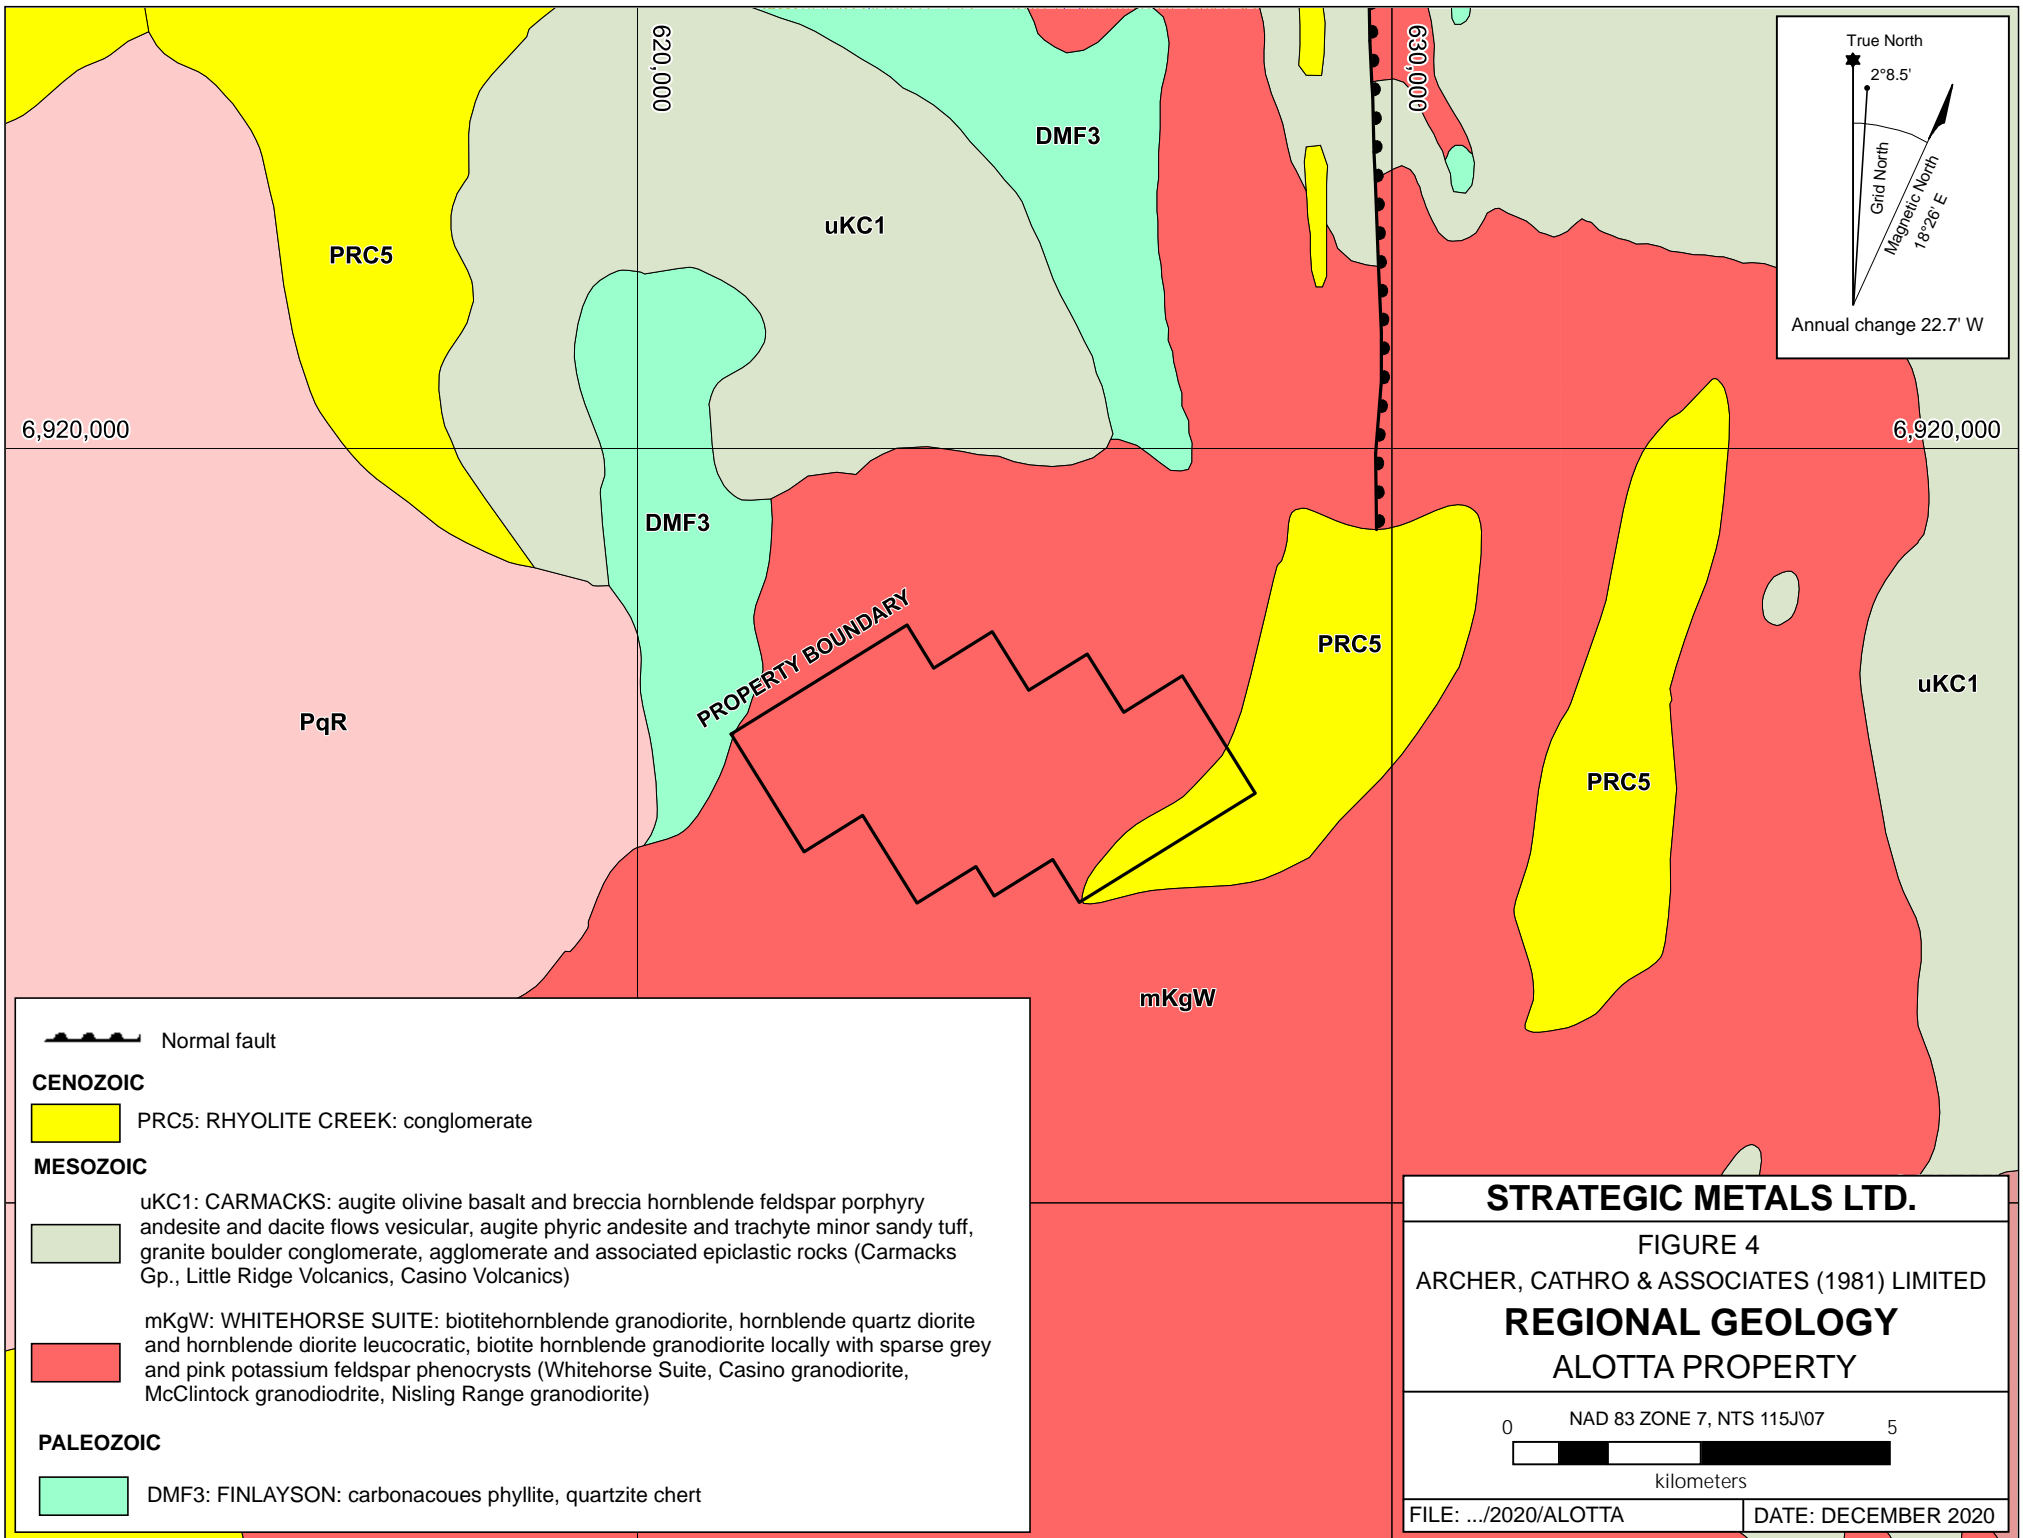 620,000
630,000
True North
2°8.5'
Grid North
Magnetic North
18°26' E
Annual change 22.7' W
DMF3
uKC1
PRC5
6,920,000
6,920,000
DMF3
PROPERTY BOUNDARY
PRC5
uKC1
PqR
PRC5
mKgW
Normal fault
CENOZOIC
PRC5: RHYOLITE CREEK: conglomerate
MESOZOIC
uKC1: CARMACKS: augite olivine basalt and breccia hornblende feldspar porphyry
andesite and dacite flows vesicular, augite phyric andesite and trachyte minor sandy tuff,
granite boulder conglomerate, agglomerate and associated epiclastic rocks (Carmacks
Gp., Little Ridge Volcanics, Casino Volcanics)
mKgW: WHITEHORSE SUITE: biotitehornblende granodiorite, hornblende quartz diorite
and hornblende diorite leucocratic, biotite hornblende granodiorite locally with sparse grey
and pink potassium feldspar phenocrysts (Whitehorse Suite, Casino granodiorite,
McClintock granodiodrite, Nisling Range granodiorite)
PALEOZOIC
DMF3: FINLAYSON: carbonacoues phyllite, quartzite chert
STRATEGIC METALS LTD.
FIGURE 4
ARCHER, CATHRO & ASSOCIATES (1981) LIMITED
REGIONAL GEOLOGY
ALOTTA PROPERTY
NAD 83 ZONE 7, NTS 115J\07
0 5
kilometers
FILE: .../2020/ALOTTA
DATE: DECEMBER 2020